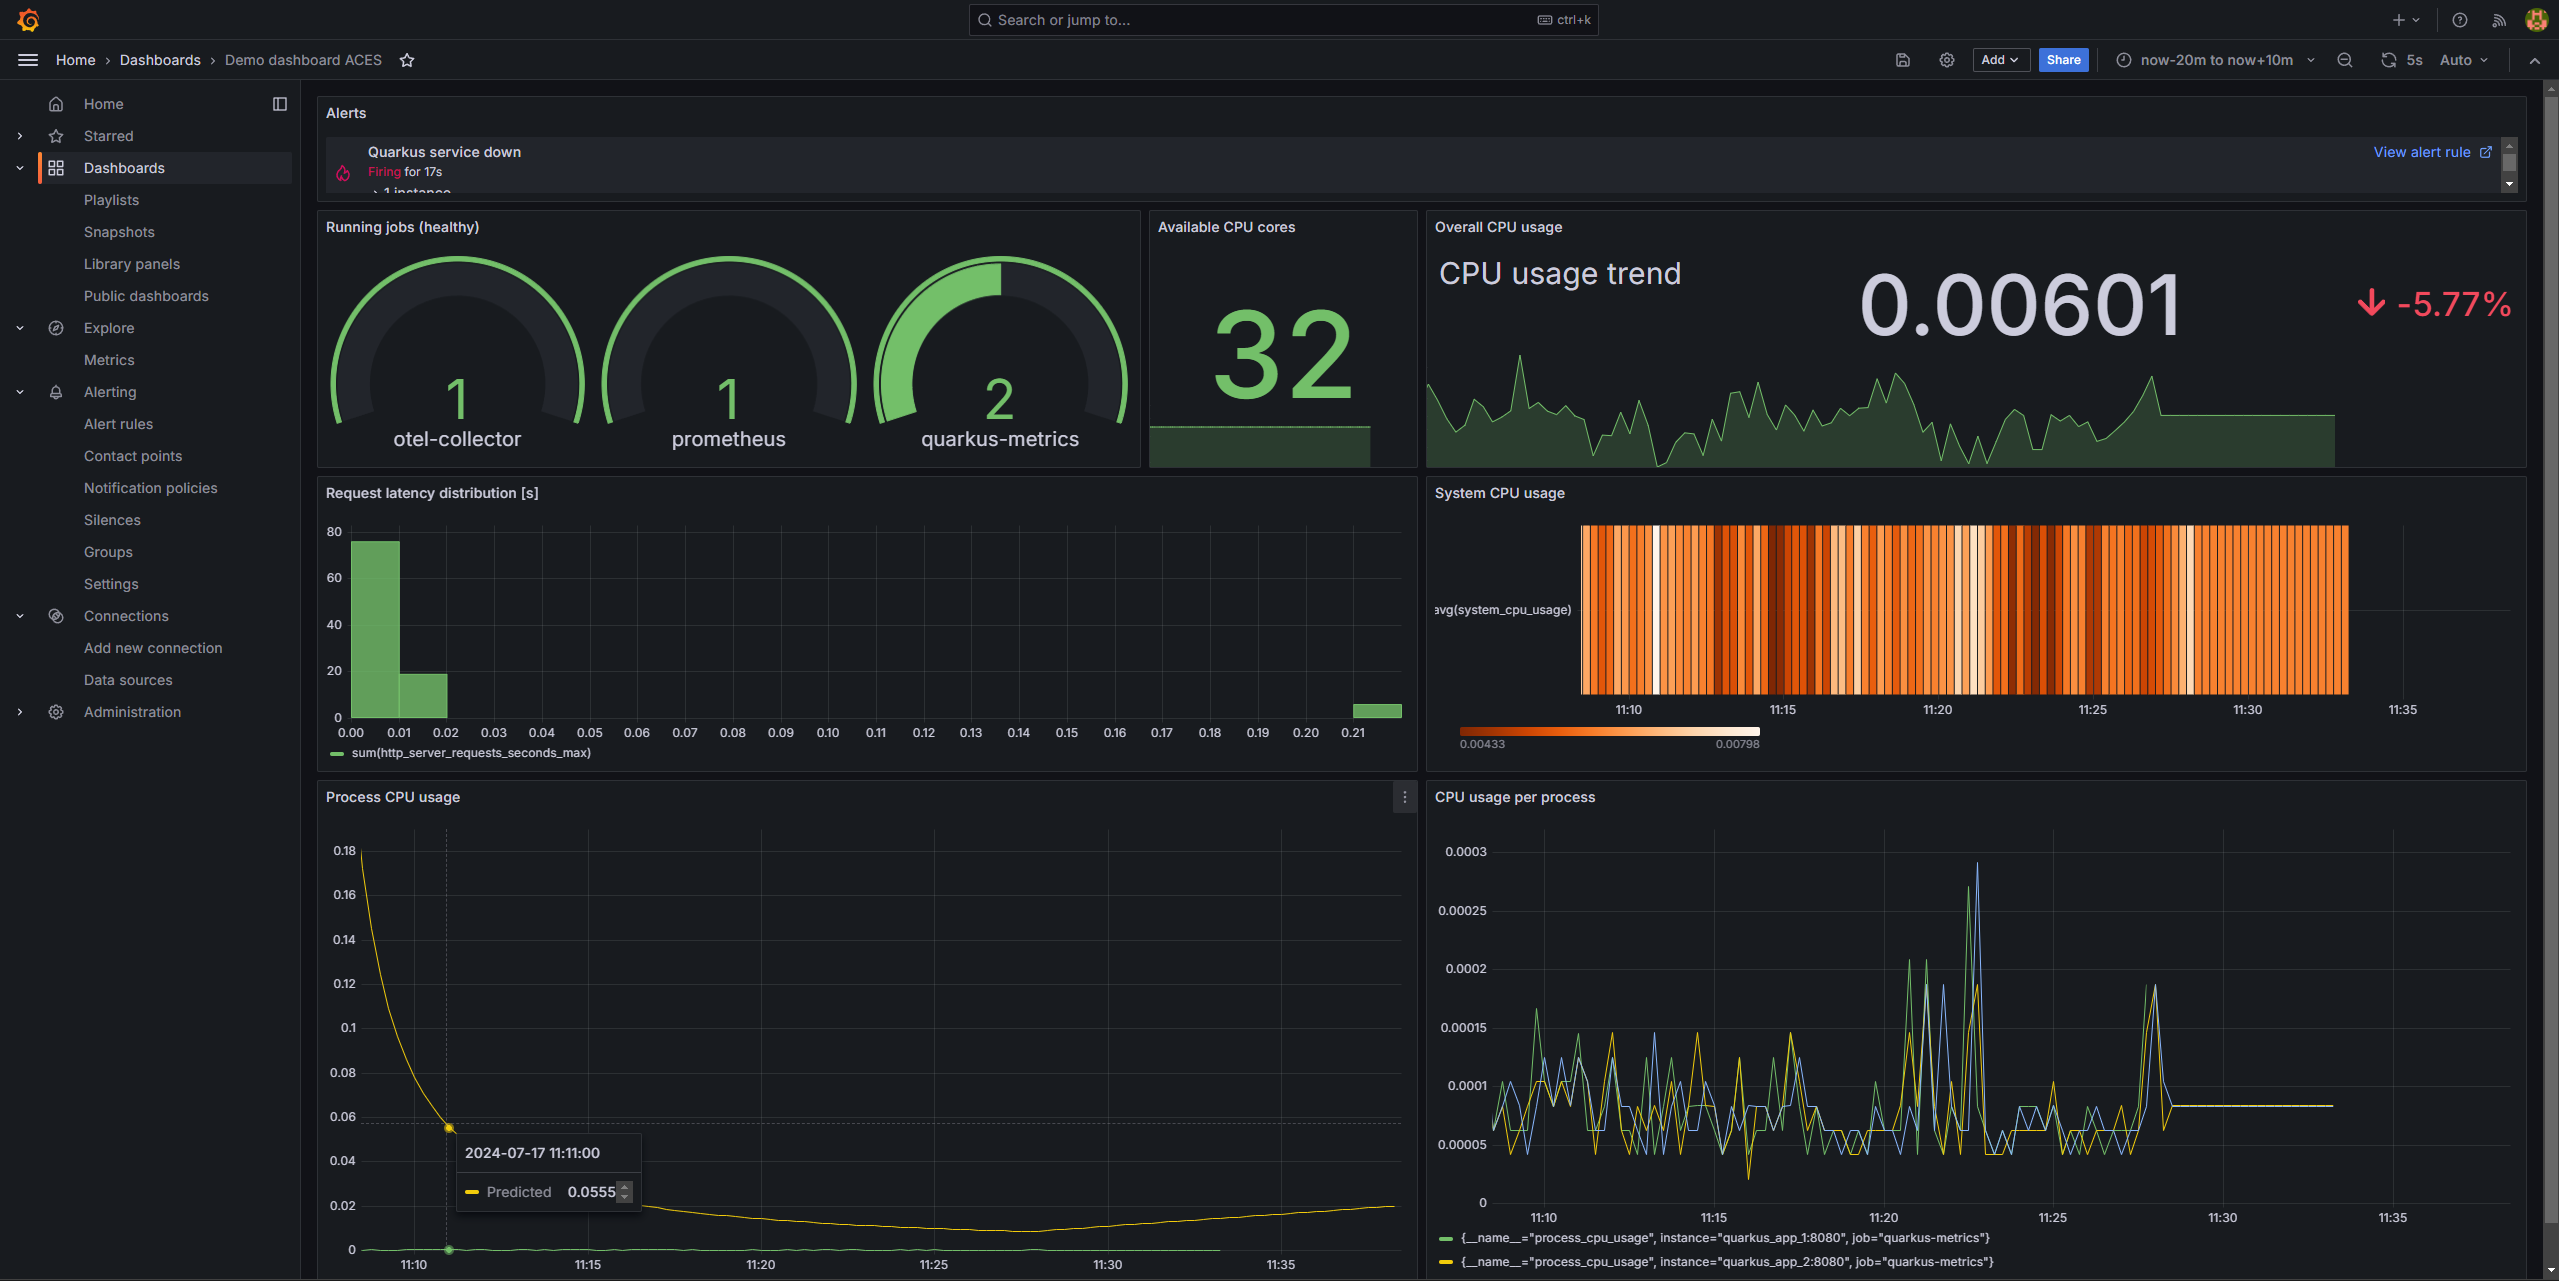 Search or jump to...
ctrl+k
Home › Dashboards › Demo dashboard ACES
Add
Share
now-20m to now+10m
5s
Auto
Home
Starred
Dashboards
Playlists
Snapshots
Library panels
Public dashboards
Explore
Metrics
Alerting
Alert rules
Contact points
Notification policies
Silences
Groups
Settings
Connections
Add new connection
Data sources
Administration
Alerts
Quarkus service down
View alert rule
Firing for 17s
1 instance
Running jobs (healthy)
1
otel-collector
1
prometheus
2
quarkus-metrics
Available CPU cores
32
Overall CPU usage
CPU usage trend
0.00601
-5.77%
Request latency distribution [s]
80
60
40
20
0
0.00 0.01 0.02 0.03 0.04 0.05 0.06 0.07 0.08 0.09 0.10 0.11 0.12 0.13 0.14 0.15 0.16 0.17 0.18 0.19 0.20 0.21
sum(http_server_requests_seconds_max)
System CPU usage
avg(system_cpu_usage)
11:10 11:15 11:20 11:25 11:30 11:35
0.00433 0.00798
Process CPU usage
0.18
0.16
0.14
0.12
0.1
0.08
0.06
0.04
0.02
0
2024-07-17 11:11:00
Predicted 0.0555
11:10 11:15 11:20 11:25 11:30 11:35
CPU usage per process
0.0003
0.00025
0.0002
0.00015
0.0001
0.00005
0
11:10 11:15 11:20 11:25 11:30 11:35
{__name__="process_cpu_usage", instance="quarkus_app_1:8080", job="quarkus-metrics"}
{__name__="process_cpu_usage", instance="quarkus_app_2:8080", job="quarkus-metrics"}